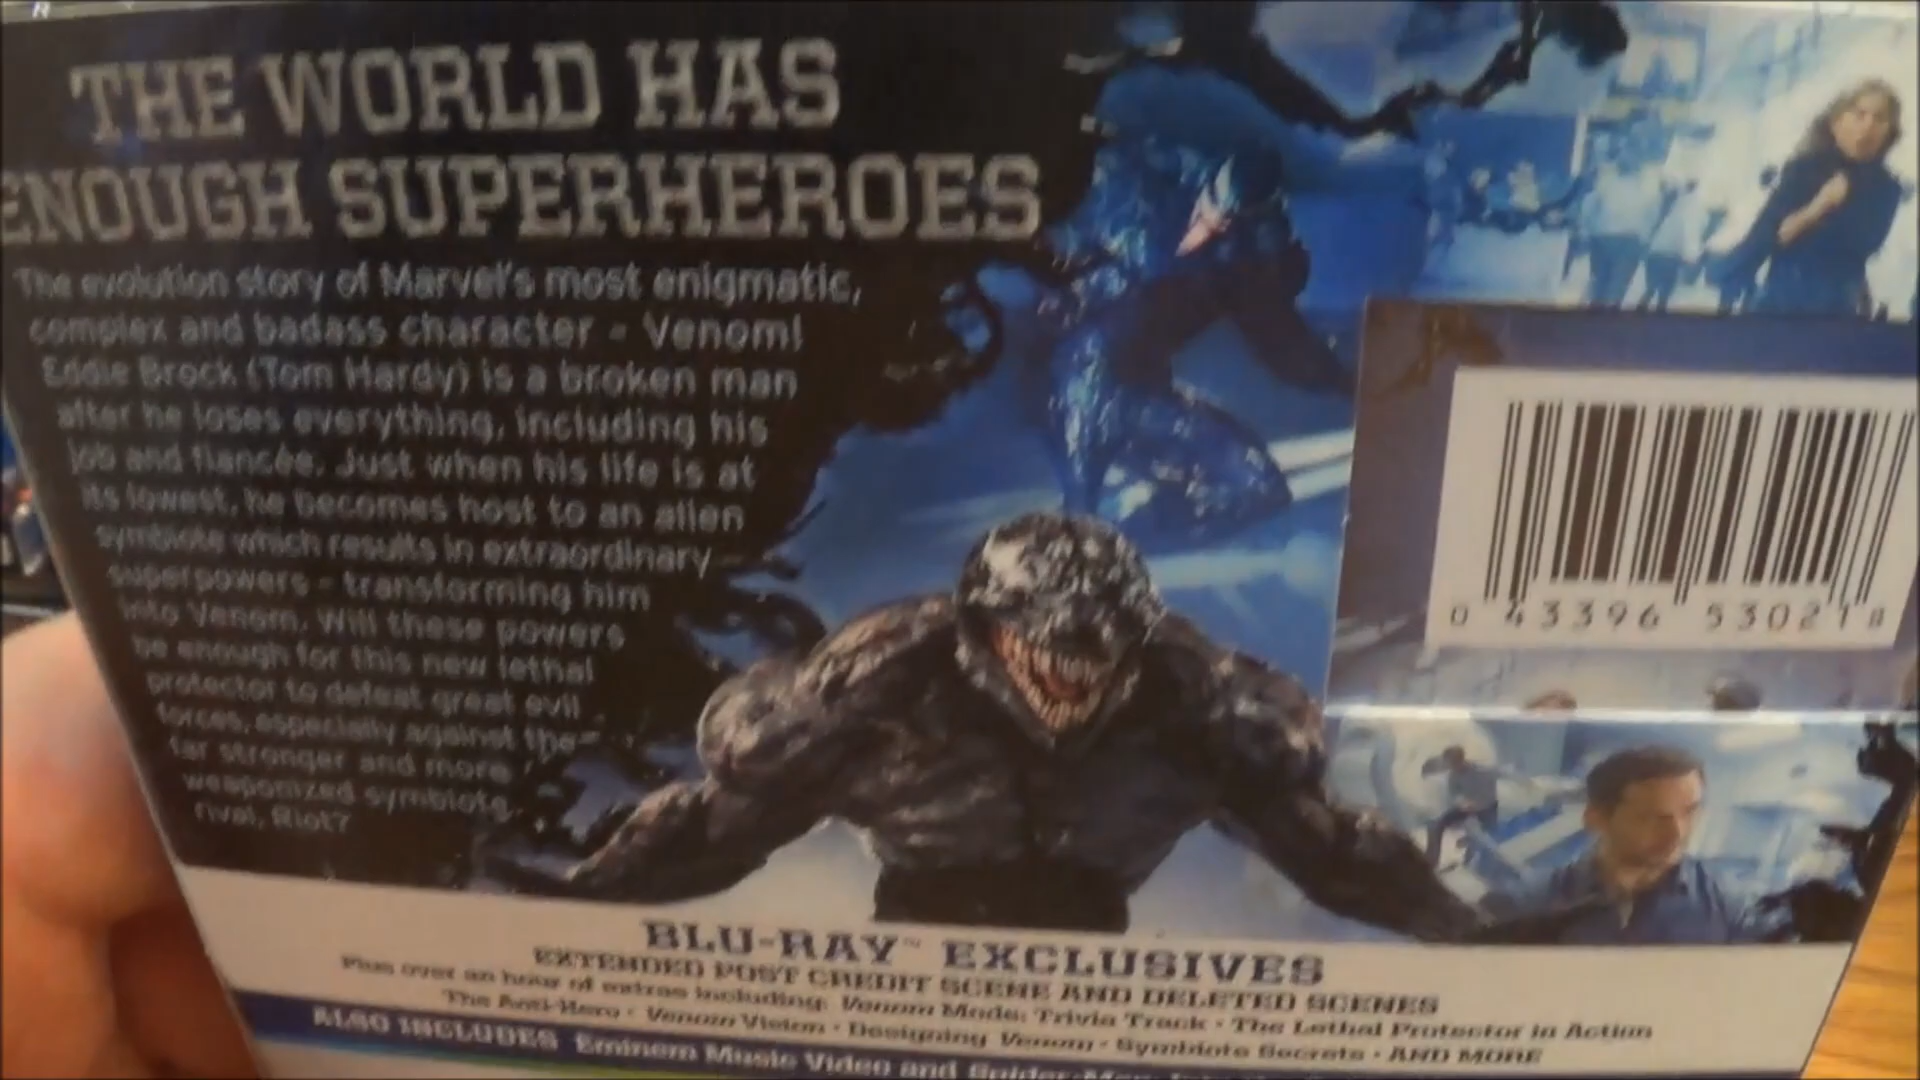 THE WORLD HAS
ENOUGH SUPERHEROES
The evolution story of Marvel's most enigmatic,
complex and badass character - Venom!
Eddie Brock (Tom Hardy) is a broken man
after he loses everything, including his
job and fiancée. Just when his life is at
its lowest, he becomes host to an alien
symbiote which results in extraordinary
superpowers - transforming him
into Venom. Will these powers
be enough for this new lethal
protector to defeat great evil
forces, especially against the
far stronger and more
weaponized symbiote
rival, Riot?
0 43396 53021 8
BLU-RAY™ EXCLUSIVES
EXTENDED POST CREDIT SCENE AND DELETED SCENES
Plus over an hour of extras including: Venom Mode: Trivia Track • The Lethal Protector in Action
The Anti-Hero • Venom Vision • Designing Venom • Symbiote Secrets • AND MORE
ALSO INCLUDES Eminem Music Video and Spider-Man: